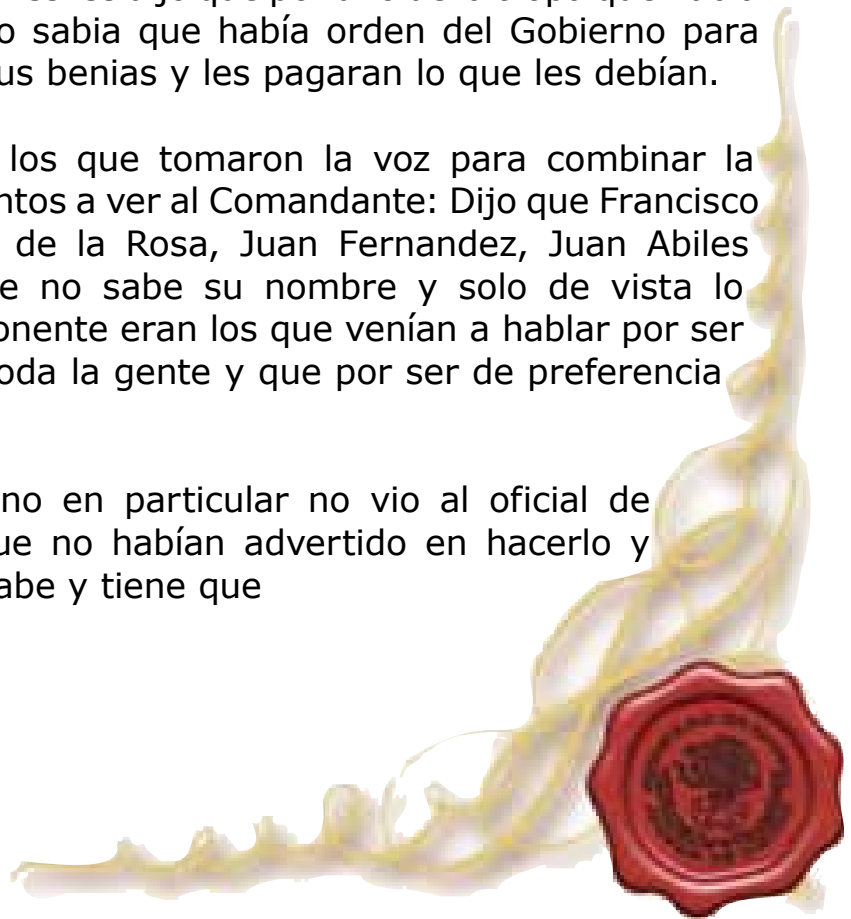 o sabia que había orden del Gobierno para
us benias y les pagaran lo que les debían.
los que tomaron la voz para combinar la
ntos a ver al Comandante: Dijo que Francisco
de la Rosa, Juan Fernandez, Juan Abiles
e no sabe su nombre y solo de vista lo
onente eran los que venían a hablar por ser
oda la gente y que por ser de preferencia
no en particular no vio al oficial de
ue no habían advertido en hacerlo y
abe y tiene que